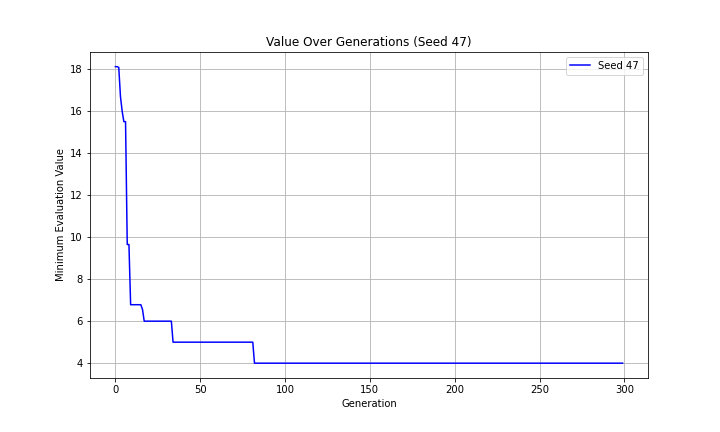 Value Over Generations (Seed 47)
Seed 47
18
16
14
12
10
8
6
4
Minimum Evaluation Value
0 50 100 150 200 250 300
Generation